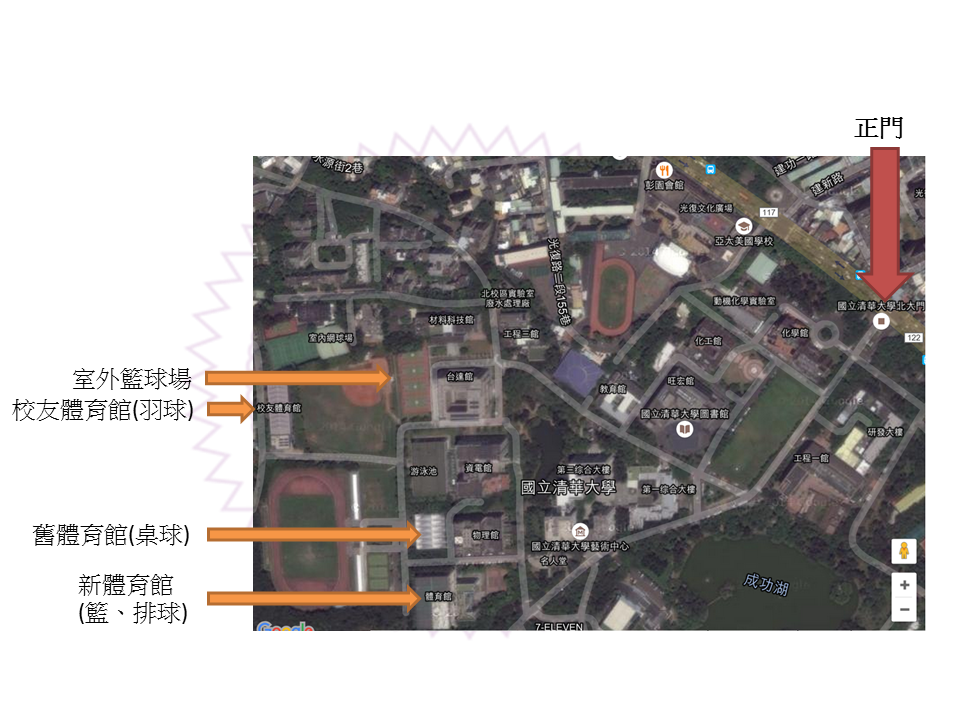 正門
水源街2巷
彭園會館
建功二路
建新路
光復文化廣場
117
亞太美國學校
光復路二段155巷
國立清華大學北大門
北校區實驗室
廢水處理廠
動機化學實驗室
材料科技館
化學館
122
室內網球場
工程三館
化工館
室外籃球場
台達館
教育館
旺宏館
校友體育館(羽球)
校友體育館
國立清華大學圖書館
研發大樓
游泳池
資電館
第三综合大樓
工程一館
國立清華大學
第一综合大樓
舊體育館(桌球)
物理館
國立清華大學藝術中心
名人堂
新體育館
(籃、排球)
體育館
成功湖
+
−
7-ELEVEN
Google